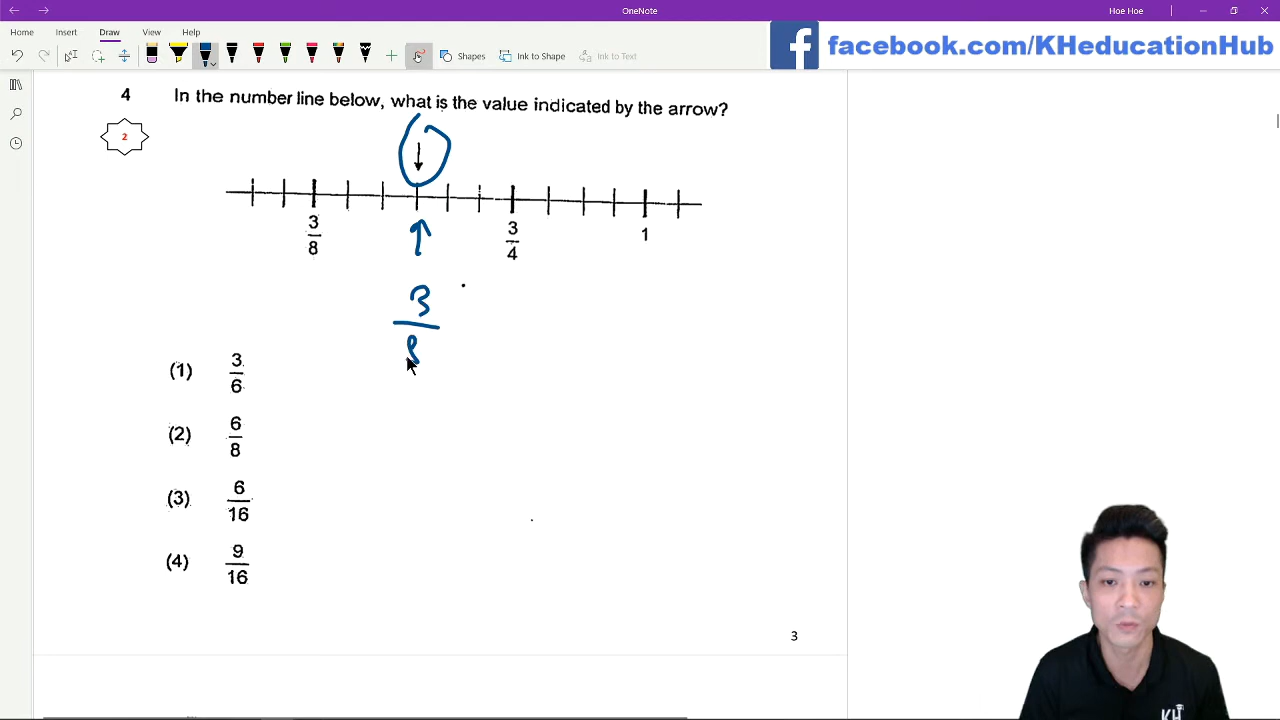 OneNote
Hoe Hoe
Home Insert Draw View Help
Shapes Ink to Shape Ink to Text
facebook.com/KHeducationHub
4 In the number line below, what is the value indicated by the arrow?
2
3/8 3/4 1
3/8
(1) 3/6
(2) 6/8
(3) 6/16
(4) 9/16
3
KH